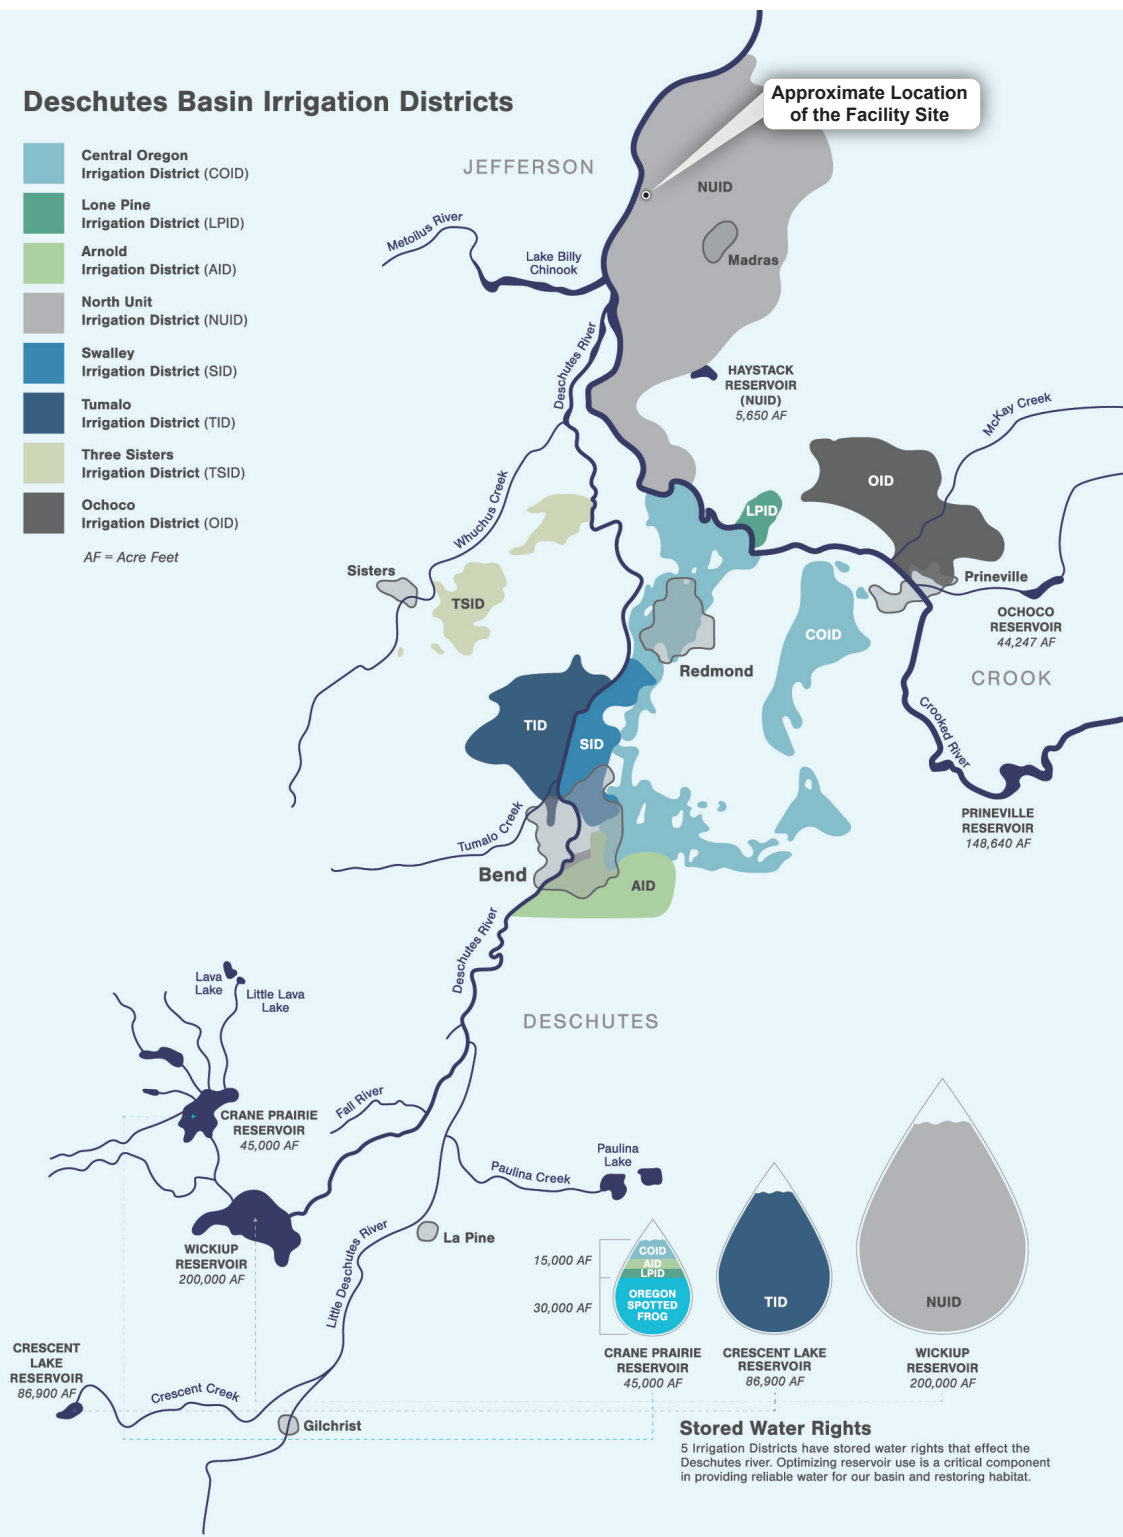 Deschutes Basin Irrigation Districts
Central Oregon
Irrigation District (COID)
Lone Pine
Irrigation District (LPID)
Arnold
Irrigation District (AID)
North Unit
Irrigation District (NUID)
Swalley
Irrigation District (SID)
Tumalo
Irrigation District (TID)
Three Sisters
Irrigation District (TSID)
Ochoco
Irrigation District (OID)
AF = Acre Feet
Approximate Location
of the Facility Site
JEFFERSON
NUID
Metoilus River
Madras
Lake Billy
Chinook
Deschutes River
HAYSTACK
RESERVOIR
(NUID)
5,650 AF
McKay Creek
OID
LPID
Whuchus Creek
Sisters
TSID
Prineville
OCHOCO
RESERVOIR
44,247 AF
COID
Redmond
CROOK
TID
SID
Crooked River
PRINEVILLE
RESERVOIR
148,640 AF
Tumalo Creek
Bend
AID
Deschutes River
Lava
Lake
Little Lava
Lake
DESCHUTES
Fall River
CRANE PRAIRIE
RESERVOIR
45,000 AF
Paulina
Lake
Paulina Creek
La Pine
WICKIUP
RESERVOIR
200,000 AF
Little Deschutes River
CRESCENT
LAKE
RESERVOIR
86,900 AF
Crescent Creek
Gilchrist
15,000 AF
30,000 AF
COID
AID
LPID
OREGON
SPOTTED
FROG
TID
NUID
CRANE PRAIRIE
RESERVOIR
45,000 AF
CRESCENT LAKE
RESERVOIR
86,900 AF
WICKIUP
RESERVOIR
200,000 AF
Stored Water Rights
5 Irrigation Districts have stored water rights that effect the
Deschutes river. Optimizing reservoir use is a critical component
in providing reliable water for our basin and restoring habitat.